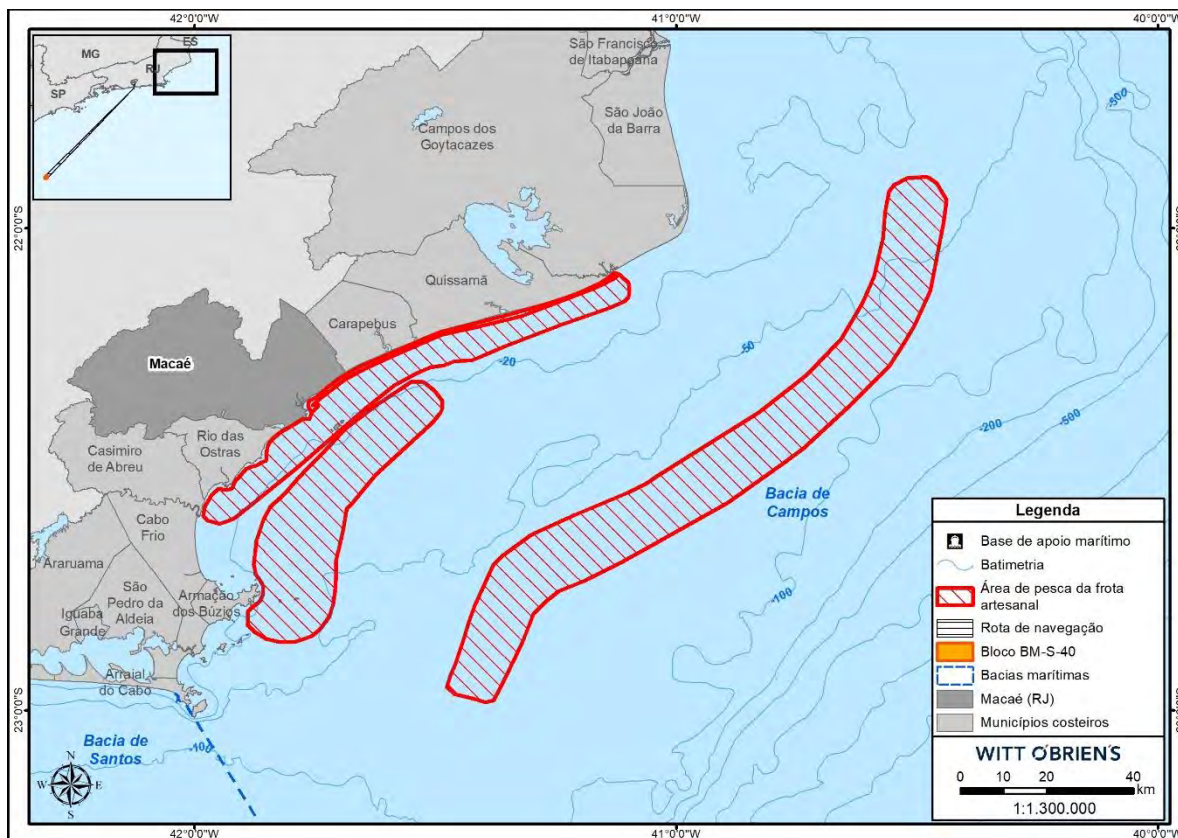 42°0'0"W
41°0'0"W
40°0'0"W
MG
ES
RJ
SP
São Francisco
de Itabapoana
São João
da Barra
Campos dos
Goytacazes
-500
22°0'0"S
Quissamã
Carapebus
Macaé
-20
-50
Rio das
Ostras
Casimiro
de Abreu
-200
-500
Bacia de
Campos
Cabo
Frio
Araruama
São
Pedro da
Aldeia
Armação
dos Búzios
Iguaba
Grande
-100
Arraial
do Cabo
23°0'0"S
Bacia de
Santos
-100
N
W
E
S
Legenda
Base de apoio marítimo
Batimetria
Área de pesca da frota
artesanal
Rota de navegação
Bloco BM-S-40
Bacias marítimas
Macaé (RJ)
Municípios costeiros
WITT O'BRIEN'S
0 10 20 40
km
1:1.300.000
42°0'0"W
41°0'0"W
40°0'0"W